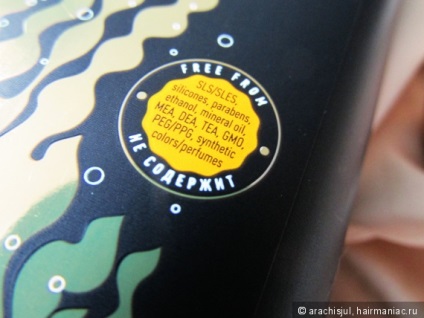 FREE FROM
SLS/SLES,
silicones, parabens,
ethanol, mineral oil,
MEA, DEA, TEA, GMO,
PEG/PPG, synthetic
colors/perfumes
НЕ СОДЕРЖИТ
© arachisjul, hairmaniac.ru